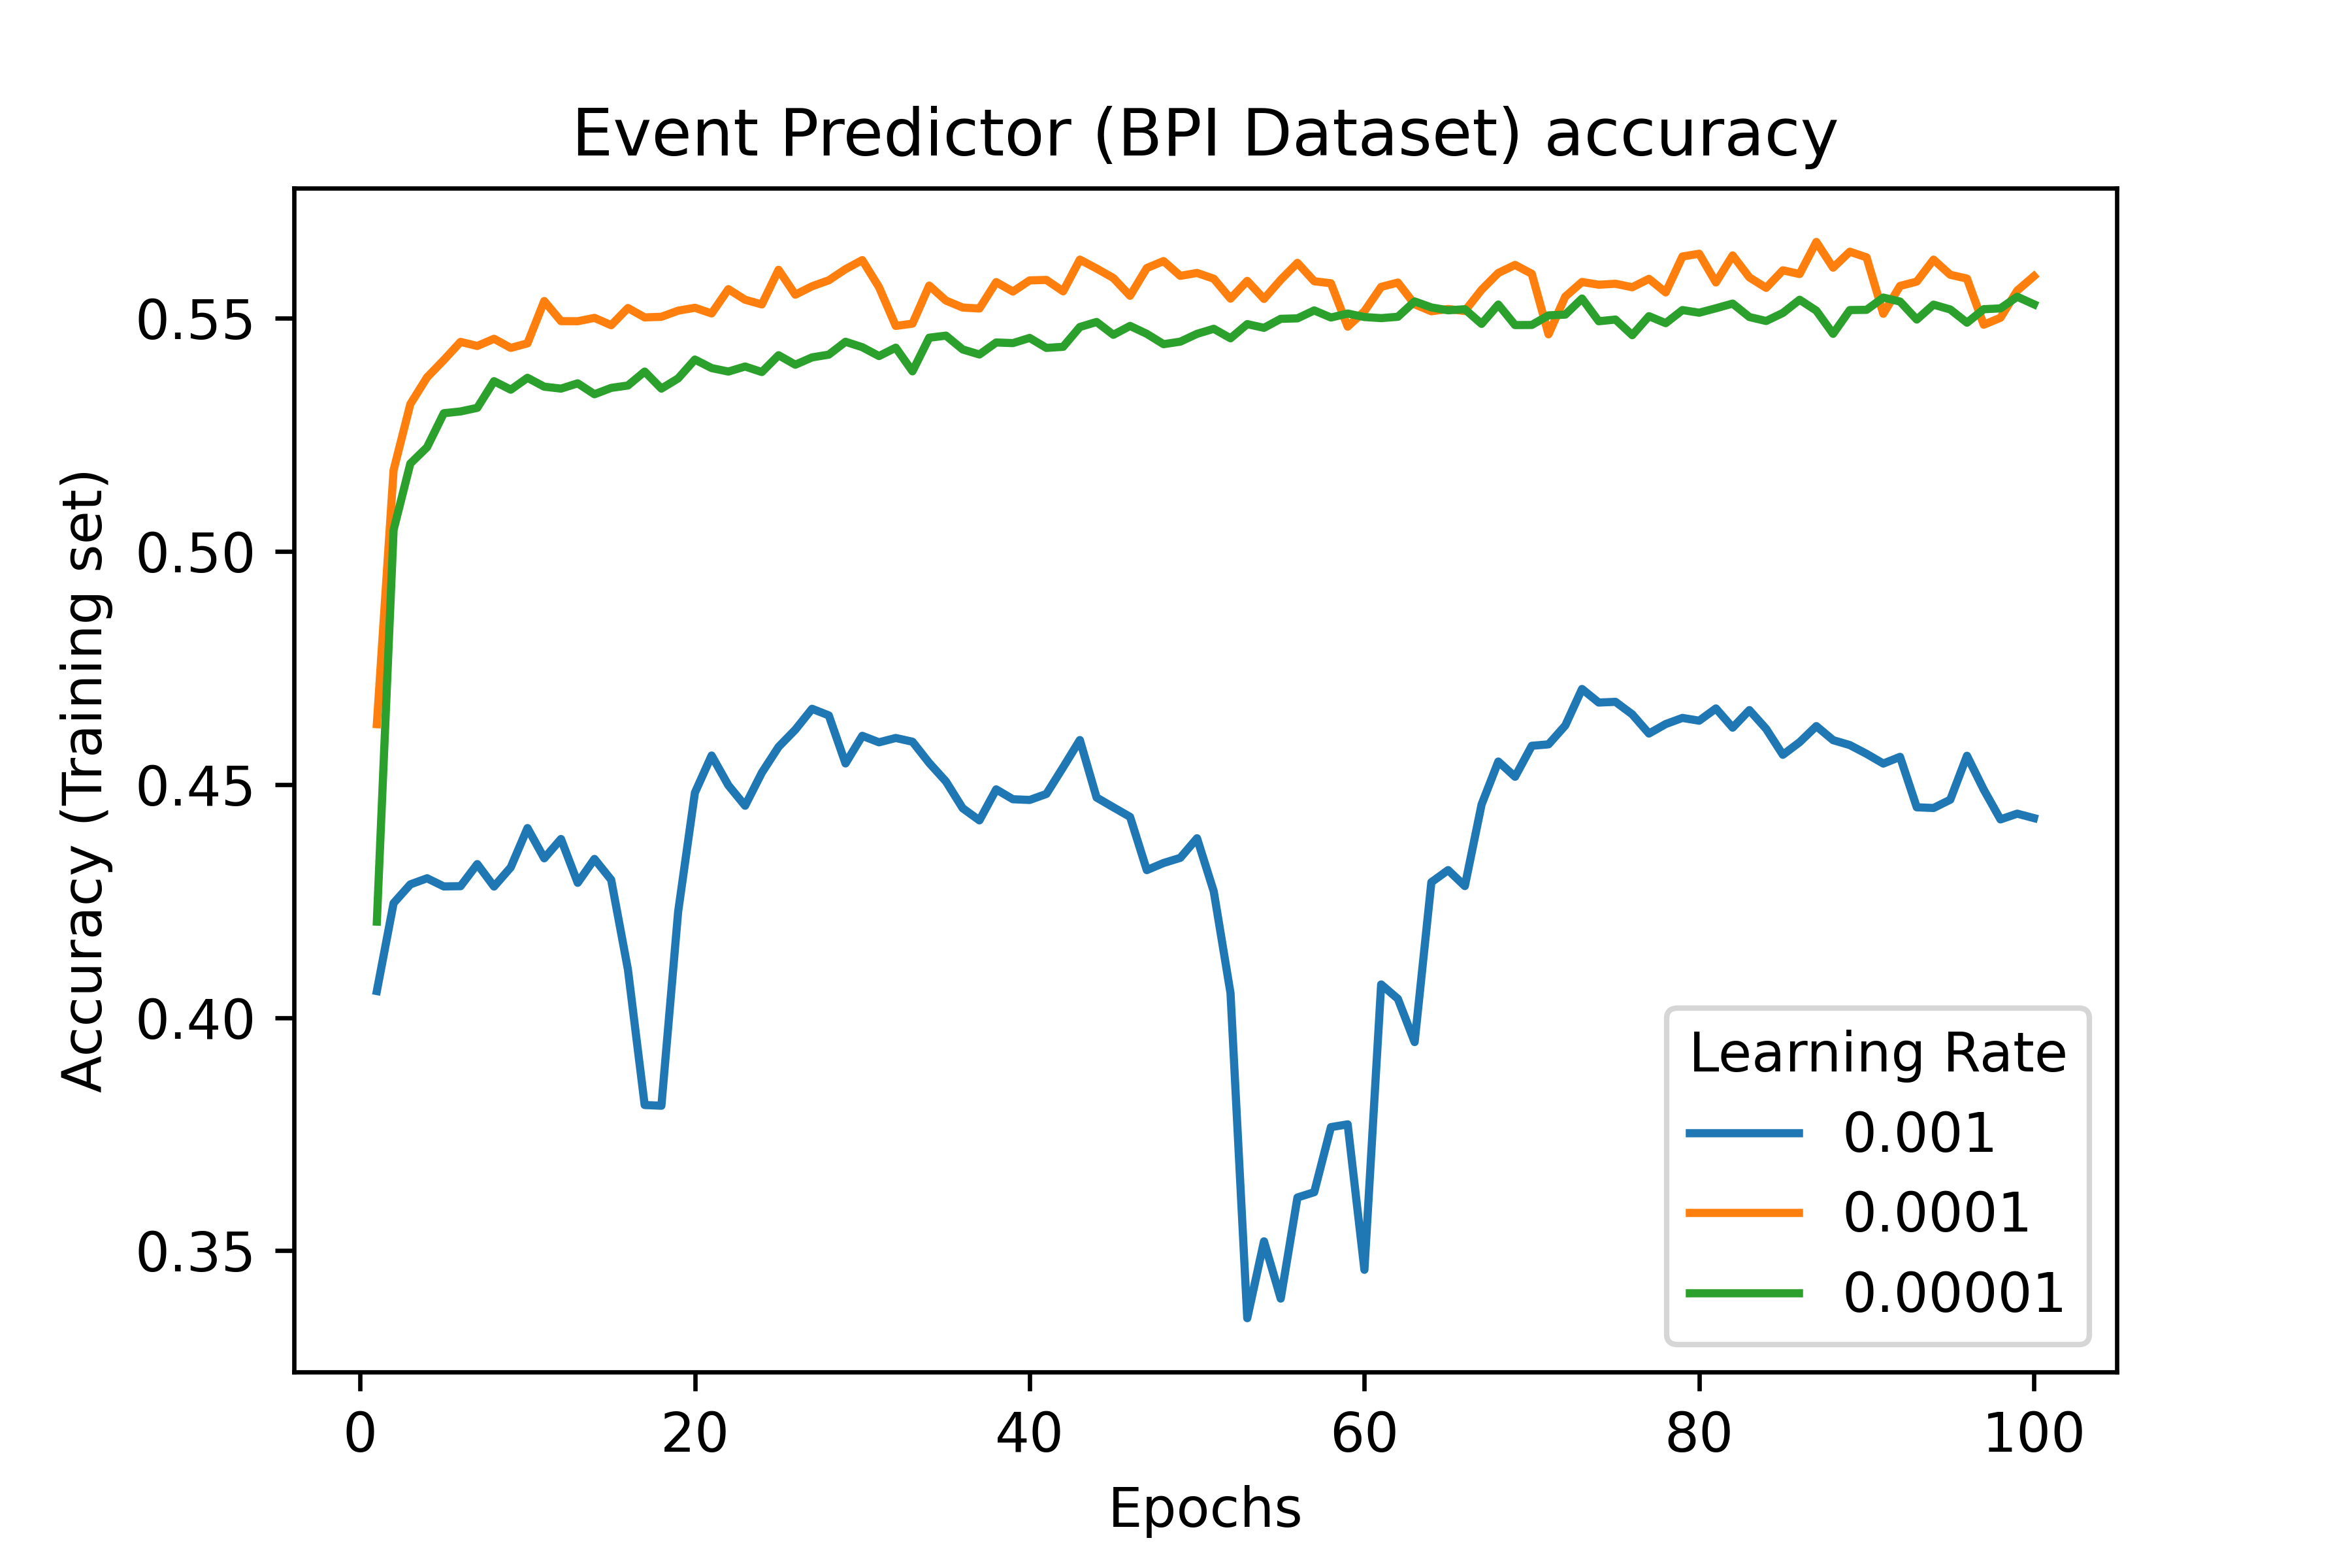 Event Predictor (BPI Dataset) accuracy
Accuracy (Training set)
0.55
0.50
0.45
0.40
0.35
0 20 40 60 80 100
Epochs
Learning Rate
0.001
0.0001
0.00001